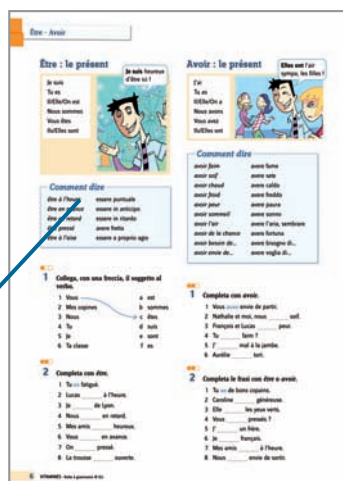 Être - Avoir
Être : le présent
Je suis
Tu es
Il/Elle/On est
Nous sommes
Vous êtes
Ils/Elles sont
Je suis heureux
d'être ici !
Comment dire
être à l'heure essere puntuale
être en avance essere in anticipo
être en retard essere in ritardo
être pressé avere fretta
être à l'aise essere a proprio agio
1 Collega, con una freccia, il soggetto al
verbo.
1 Vous a est
2 Mes copines b sommes
3 Nous c êtes
4 Tu d suis
5 Je e sont
6 Ta classe f es
2 Completa con être.
1 Tu es fatigué.
2 Lucas à l'heure.
3 Je de Lyon.
4 Nous en retard.
5 Mes amis heureux.
6 Vous en avance.
7 On pressé.
8 La trousse ouverte.
Avoir : le présent
J'ai
Tu as
Il/Elle/On a
Nous avons
Vous avez
Ils/Elles ont
Elles ont l'air
sympa, les filles !
Comment dire
avoir faim avere fame
avoir soif avere sete
avoir chaud avere caldo
avoir froid avere freddo
avoir peur avere paura
avoir sommeil avere sonno
avoir l'air avere l'aria, sembrare
avoir de la chance avere fortuna
avoir besoin de... avere bisogno di...
avoir envie de... avere voglia di...
1 Completa con avoir.
1 Vous avez envie de partir.
2 Nathalie et moi, nous soif.
3 François et Lucas peur.
4 Tu faim ?
5 J' mal à la jambe.
6 Aurélie tort.
2 Completa le frasi con être o avoir.
1 Tu as de bons copains.
2 Caroline généreuse.
3 Elle les yeux verts.
4 Vous pressés ?
5 J' un frère.
6 Je français.
7 Mes amis à l'heure.
8 Nous envie de sortir.
6